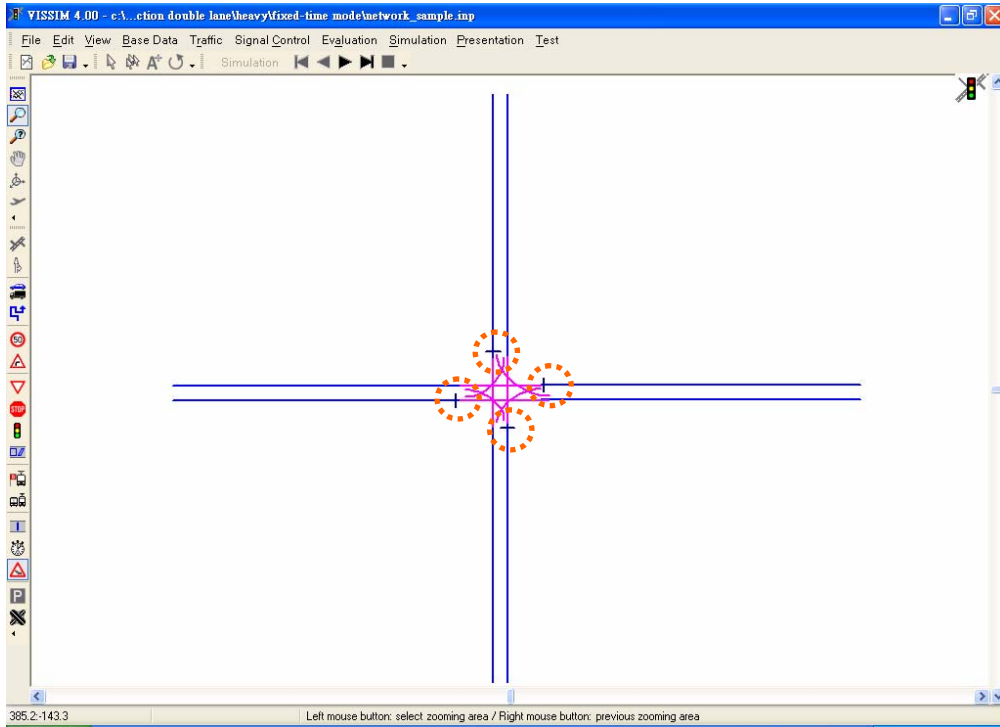 VISSIM 4.00 - c:\...ction double lane\heavy\fixed-time mode\network_sample.inp
File Edit View Base Data Traffic Signal Control Evaluation Simulation Presentation Test
Simulation
50
STOP
P
385.2:-143.3 Left mouse button: select zooming area / Right mouse button: previous zooming area